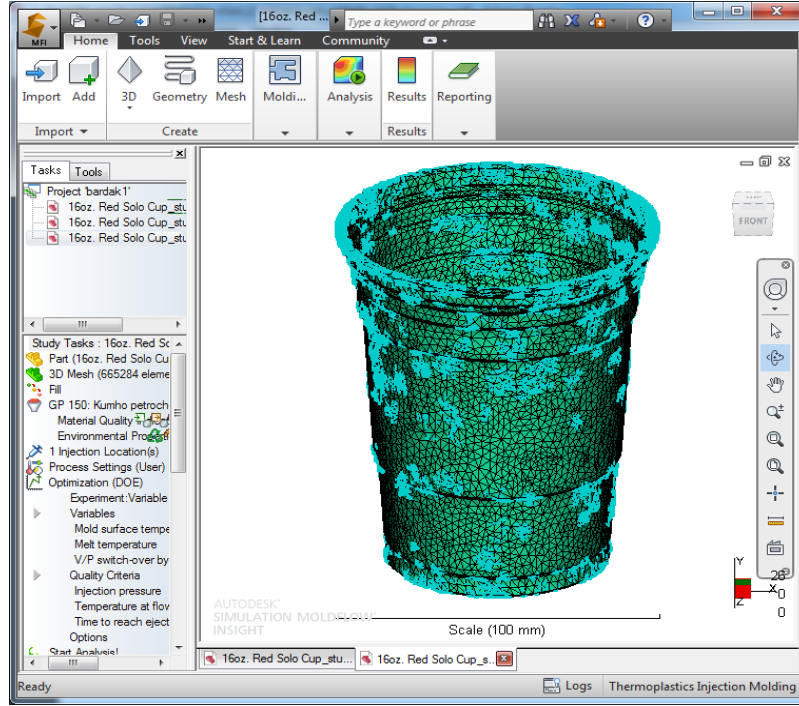 [16oz. Red ...
Type a keyword or phrase
MFI
Home Tools View Start & Learn Community
Import Add 3D Geometry Mesh Moldi... Analysis Results Reporting
Import Create Results
Tasks Tools
Project 'bardak1'
16oz. Red Solo Cup_stu
16oz. Red Solo Cup_stu
16oz. Red Solo Cup_stu
Study Tasks : 16oz. Red Sc
Part (16oz. Red Solo Cu
3D Mesh (665284 eleme
Fill
GP 150: Kumho petroch
Material Quality
Environmental
1 Injection Location(s)
Process Settings (User)
Optimization (DOE)
Experiment:Variable
Variables
Mold surface tempe
Melt temperature
V/P switch-over by
Quality Criteria
Injection pressure
Temperature at flow
Time to reach eject
Options
Start Analysis!
FRONT
Y
X
Z
0
0
AUTODESK®
SIMULATION MOLDFLOW®
INSIGHT
Scale (100 mm)
16oz. Red Solo Cup_stu... 16oz. Red Solo Cup_s...
Ready
Logs Thermoplastics Injection Molding